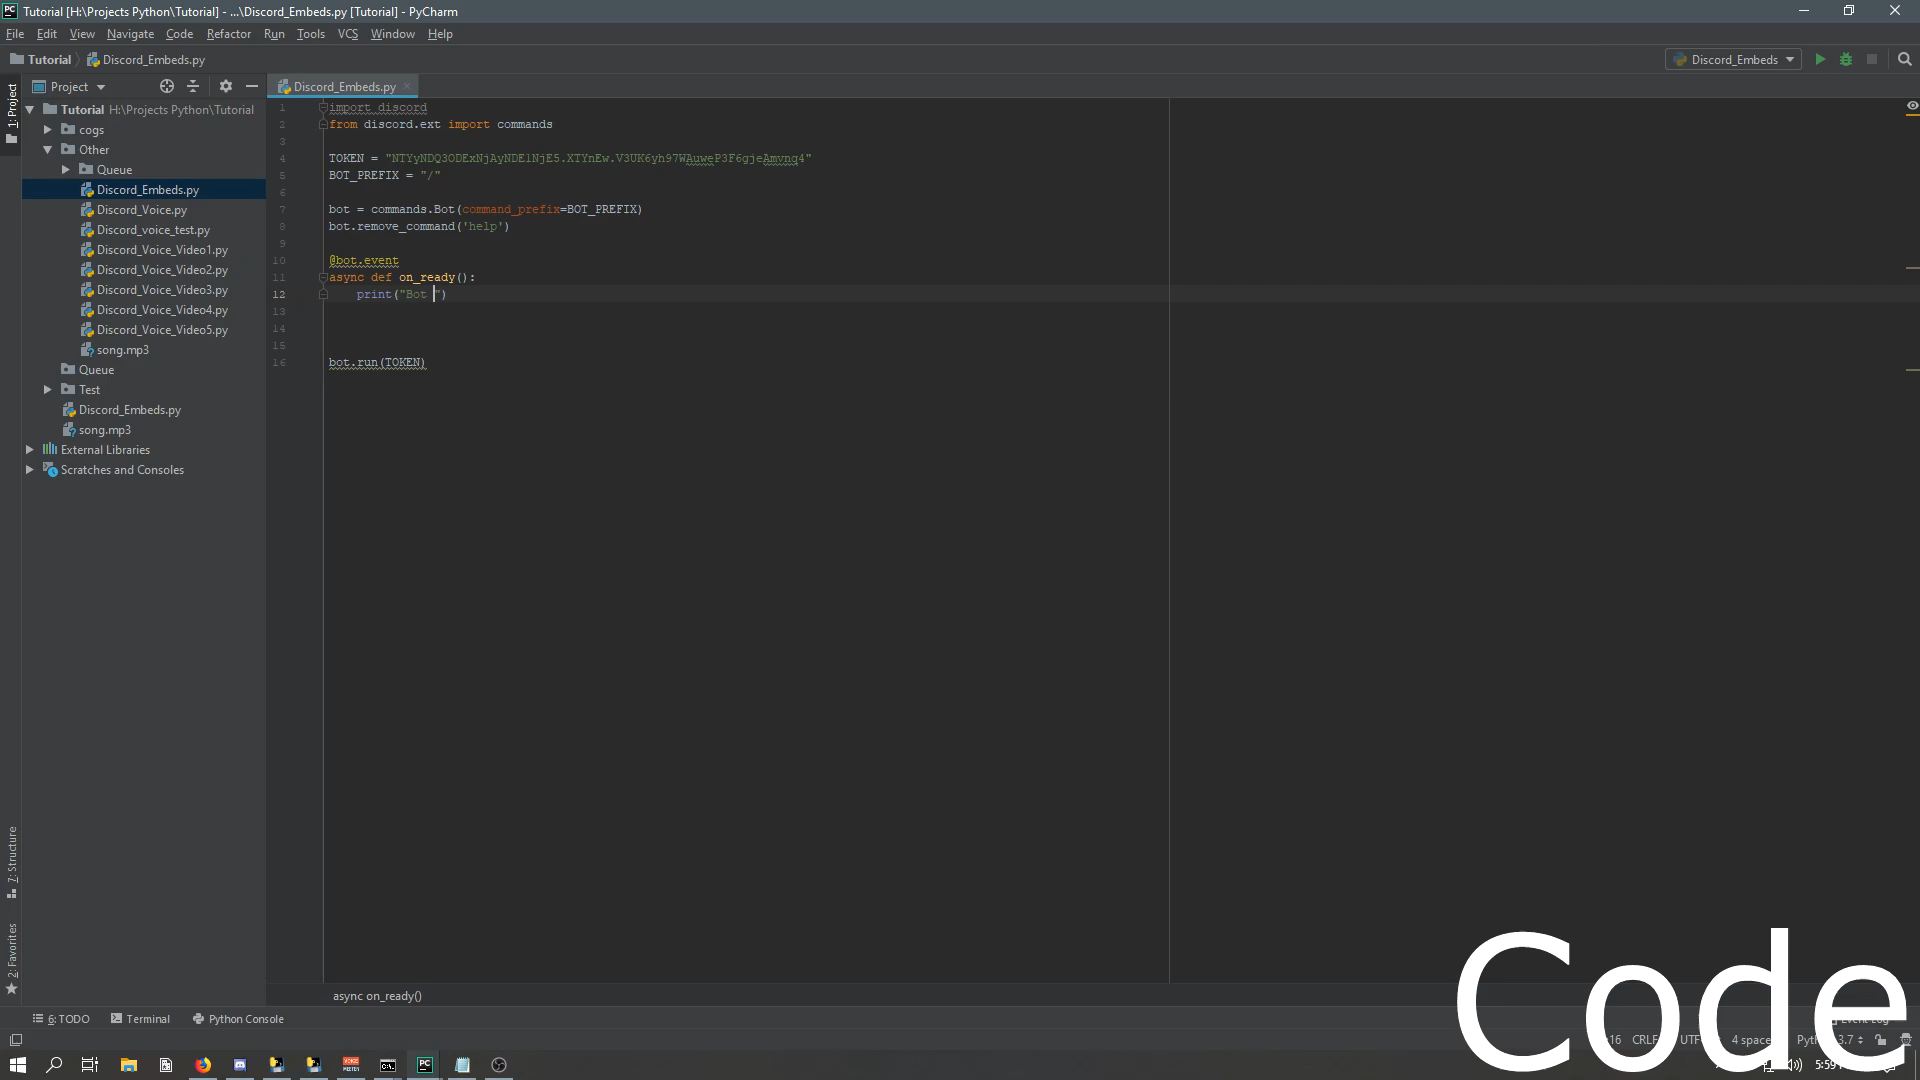 Tutorial [H:\Projects Python\Tutorial] - ...\Discord_Embeds.py [Tutorial] - PyCharm
File Edit View Navigate Code Refactor Run Tools VCS Window Help
Tutorial Discord_Embeds.py
Discord_Embeds
1: Project
Project
Discord_Embeds.py
Tutorial H:\Projects Python\Tutorial
cogs
Other
Queue
Discord_Embeds.py
Discord_Voice.py
Discord_voice_test.py
Discord_Voice_Video1.py
Discord_Voice_Video2.py
Discord_Voice_Video3.py
Discord_Voice_Video4.py
Discord_Voice_Video5.py
song.mp3
Queue
Test
Discord_Embeds.py
song.mp3
External Libraries
Scratches and Consoles
1 import discord
2 from discord.ext import commands
3
4 TOKEN = "NTYyNDQ3ODExNjAyNDE1NjE5.XTYnEw.V3UK6yh97WAuweP3F6gjeAmvnq4"
5 BOT_PREFIX = "/"
6
7 bot = commands.Bot(command_prefix=BOT_PREFIX)
8 bot.remove_command('help')
9
10 @bot.event
11 async def on_ready():
12 print("Bot ")
13
14
15
16 bot.run(TOKEN)
7: Structure
2: Favorites
async on_ready()
6: TODO Terminal Python Console
CRLF 4 space
Code